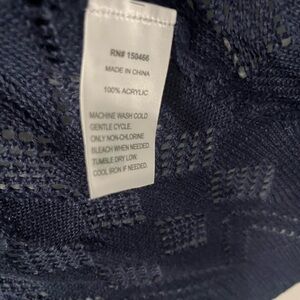 RN# 150466
MADE IN CHINA
100% ACRYLIC
MACHINE WASH COLD
GENTLE CYCLE.
ONLY NON-CHLORINE
BLEACH WHEN NEEDED.
TUMBLE DRY LOW.
COOL IRON IF NEEDED.